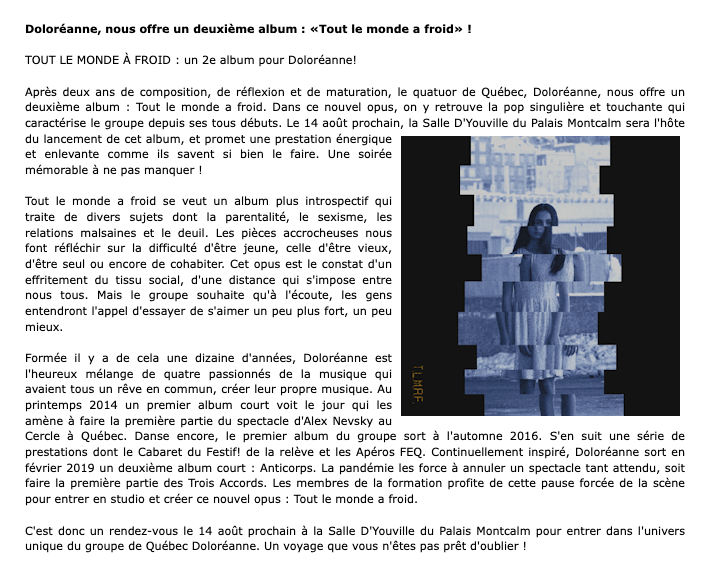 Doloréanne, nous offre un deuxième album : «Tout le monde a froid» !
TOUT LE MONDE À FROID : un 2e album pour Doloréanne!
Après deux ans de composition, de réflexion et de maturation, le quatuor de Québec, Doloréanne, nous offre un
deuxième album : Tout le monde a froid. Dans ce nouvel opus, on y retrouve la pop singulière et touchante qui
caractérise le groupe depuis ses tous débuts. Le 14 août prochain, la Salle D'Youville du Palais Montcalm sera l'hôte
du lancement de cet album, et promet une prestation énergique
et enlevante comme ils savent si bien le faire. Une soirée
mémorable à ne pas manquer !
Tout le monde a froid se veut un album plus introspectif qui
traite de divers sujets dont la parentalité, le sexisme, les
relations malsaines et le deuil. Les pièces accrocheuses nous
font réfléchir sur la difficulté d'être jeune, celle d'être vieux,
d'être seul ou encore de cohabiter. Cet opus est le constat d'un
effritement du tissu social, d'une distance qui s'impose entre
nous tous. Mais le groupe souhaite qu'à l'écoute, les gens
entendront l'appel d'essayer de s'aimer un peu plus fort, un peu
mieux.
Formée il y a de cela une dizaine d'années, Doloréanne est
l'heureux mélange de quatre passionnés de la musique qui
avaient tous un rêve en commun, créer leur propre musique. Au
printemps 2014 un premier album court voit le jour qui les
amène à faire la première partie du spectacle d'Alex Nevsky au
Cercle à Québec. Danse encore, le premier album du groupe sort à l'automne 2016. S'en suit une série de
prestations dont le Cabaret du Festif! de la relève et les Apéros FEQ. Continuellement inspiré, Doloréanne sort en
février 2019 un deuxième album court : Anticorps. La pandémie les force à annuler un spectacle tant attendu, soit
faire la première partie des Trois Accords. Les membres de la formation profite de cette pause forcée de la scène
pour entrer en studio et créer ce nouvel opus : Tout le monde a froid.
C'est donc un rendez-vous le 14 août prochain à la Salle D'Youville du Palais Montcalm pour entrer dans l'univers
unique du groupe de Québec Doloréanne. Un voyage que vous n'êtes pas prêt d'oublier !